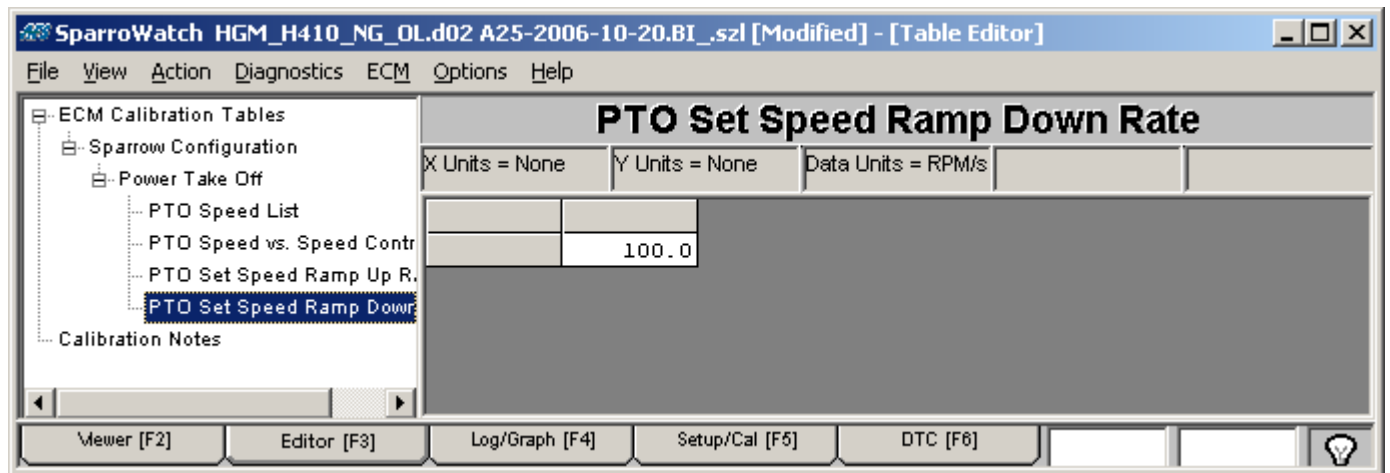 SparroWatch HGM_H410_NG_OL.d02 A25-2006-10-20.BI_.szl [Modified] - [Table Editor]
File View Action Diagnostics ECM Options Help
ECM Calibration Tables
Sparrow Configuration
Power Take Off
PTO Speed List
PTO Speed vs. Speed Contr
PTO Set Speed Ramp Up R.
PTO Set Speed Ramp Down
Calibration Notes
PTO Set Speed Ramp Down Rate
X Units = None Y Units = None Data Units = RPM/s
100.0
Viewer [F2] Editor [F3] Log/Graph [F4] Setup/Cal [F5] DTC [F6]